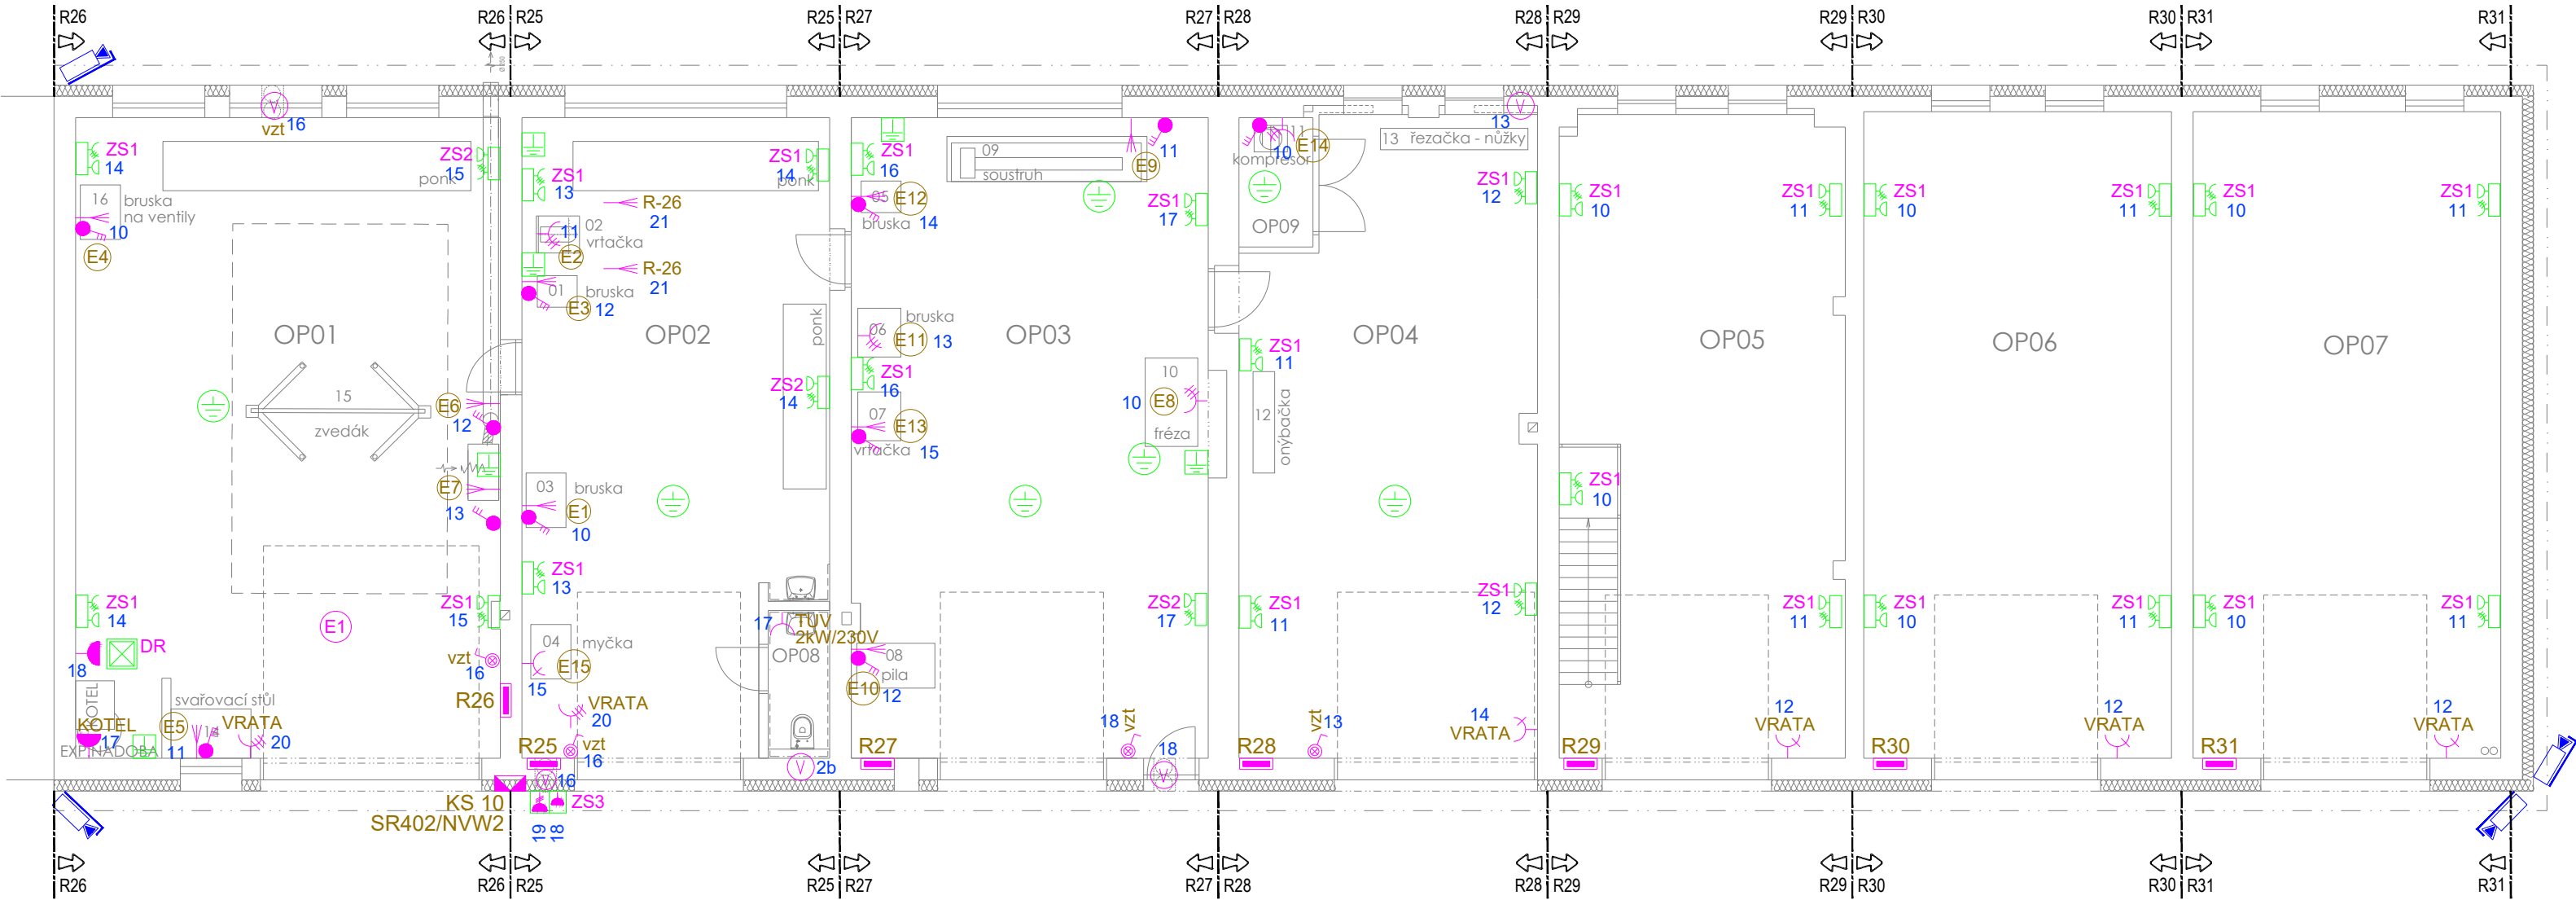 R26
R26
R25
R25
R27
R27
R28
R28
R29
R29
R30
R30
R31
R31
vzt
16
ZS1
14
16
bruska
na ventily
10
E4
ponk
ZS2
15
OP01
15
zvedák
E6
12
E7
13
ZS1
14
E1
ZS1
15
DR
18
vzt
16
R26
KOTEL
KOTEL
17
EXP.NÁDOBA
svařovací stůl
E5
11
14
VRATA
20
ZS1
13
ponk
ZS1
14
R-26
21
11
02
vrtačka
E2
R-26
21
01
bruska
E3
12
OP02
ponk
ZS2
14
03
bruska
E1
10
ZS1
13
04
myčka
E15
15
VRATA
20
vzt
16
R25
16
17
TUV
2kW/230V
OP08
2b
KS 10
SR402/NVW2
ZS3
19
18
ZS1
16
05
E12
bruska
14
09
soustruh
E9
11
ZS1
17
06
bruska
E11
13
OP03
ZS1
16
07
E13
vrtačka
15
10
10
E8
fréza
ZS2
17
08
pila
E10
12
R27
18
vzt
18
10
11
E14
kompresor
OP09
13
13 řezačka - nůžky
ZS1
12
OP04
ZS1
11
12
onýbačka
ZS1
11
ZS1
12
R28
vzt
13
14
VRATA
ZS1
10
ZS1
11
OP05
ZS1
10
ZS1
11
12
VRATA
R29
ZS1
10
ZS1
11
OP06
ZS1
10
ZS1
11
12
VRATA
R30
ZS1
10
ZS1
11
OP07
ZS1
10
ZS1
11
12
VRATA
R31
R26
R26
R25
R25
R27
R27
R28
R28
R29
R29
R30
R30
R31
R31